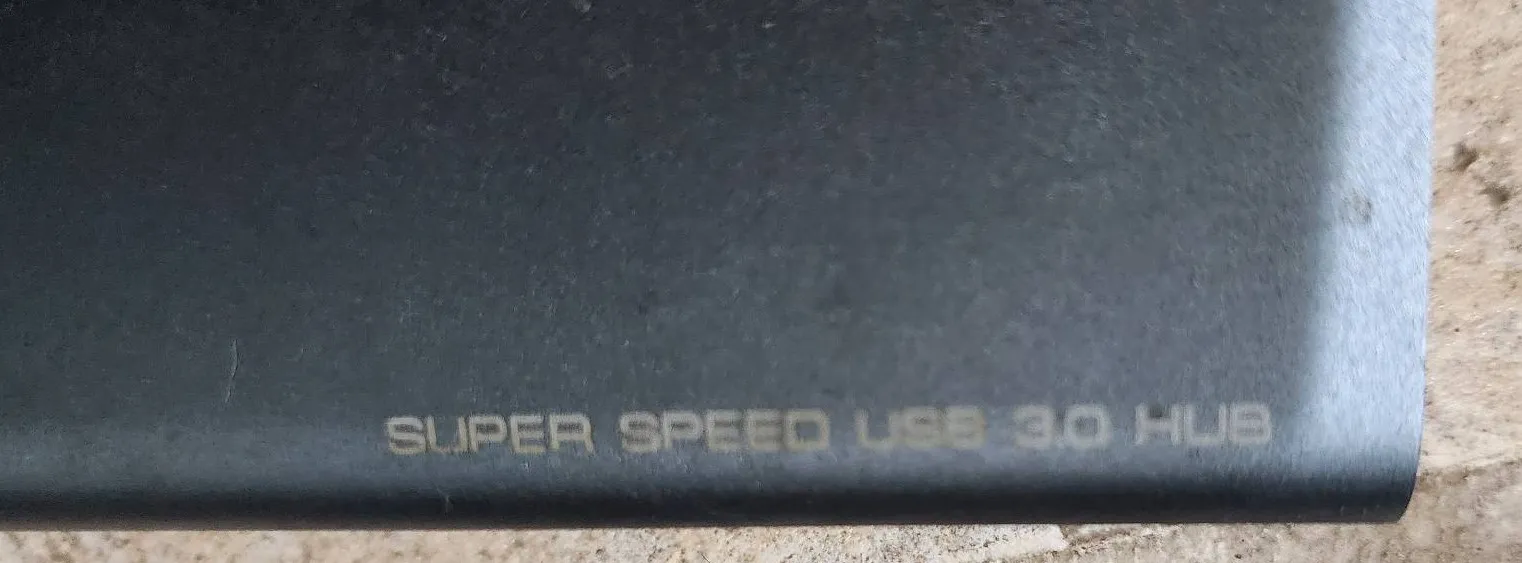 SUPER SPEED USB 3.0 HUB